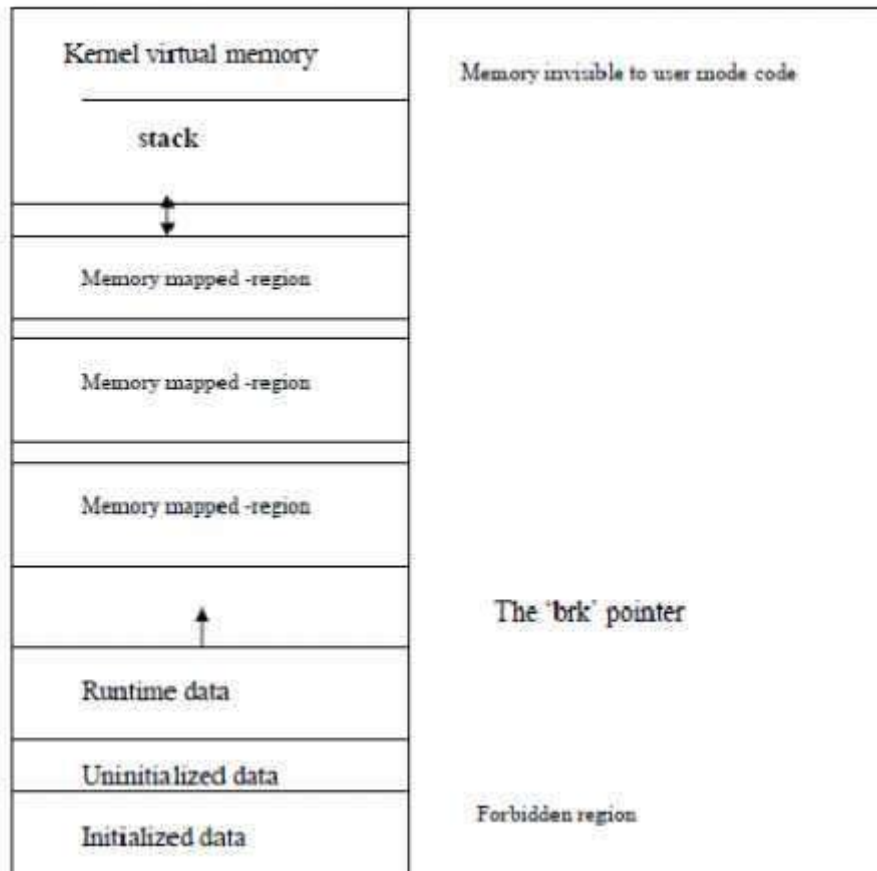 Kernel virtual memory
Memory invisible to user mode code
stack
Memory mapped -region
Memory mapped -region
Memory mapped -region
The ‘brk’ pointer
Runtime data
Uninitialized data
Forbidden region
Initialized data